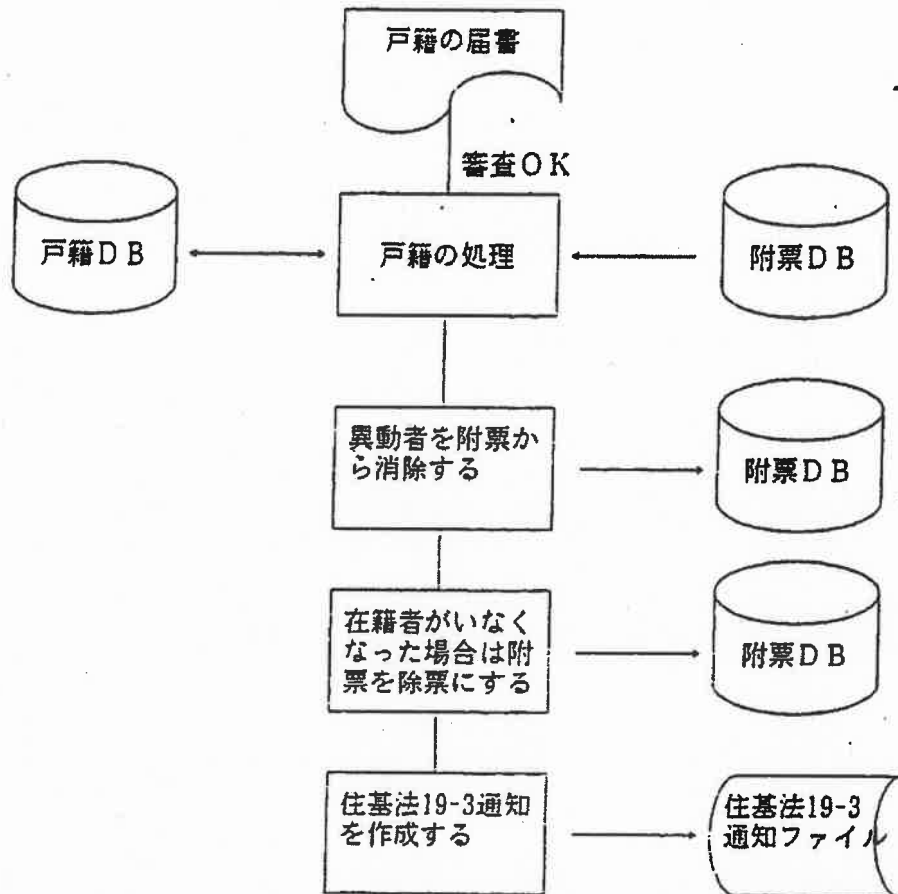 戸籍の届書
審査OK
戸籍DB
戸籍の処理
附票DB
異動者を附票か
ら消除する
附票DB
在籍者がいなく
なった場合は附
票を除票にする
附票DB
住基法19-3通知
を作成する
住基法19-3
通知ファイル